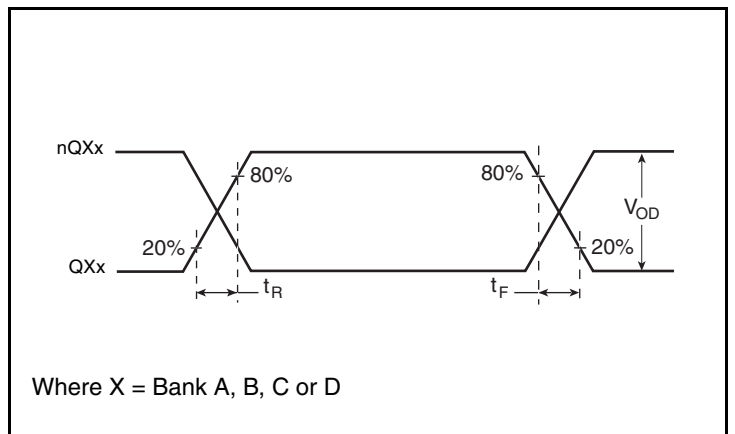 nQXx
80%
80%
VOD
20%
20%
QXx
tR
tF
Where X = Bank A, B, C or D